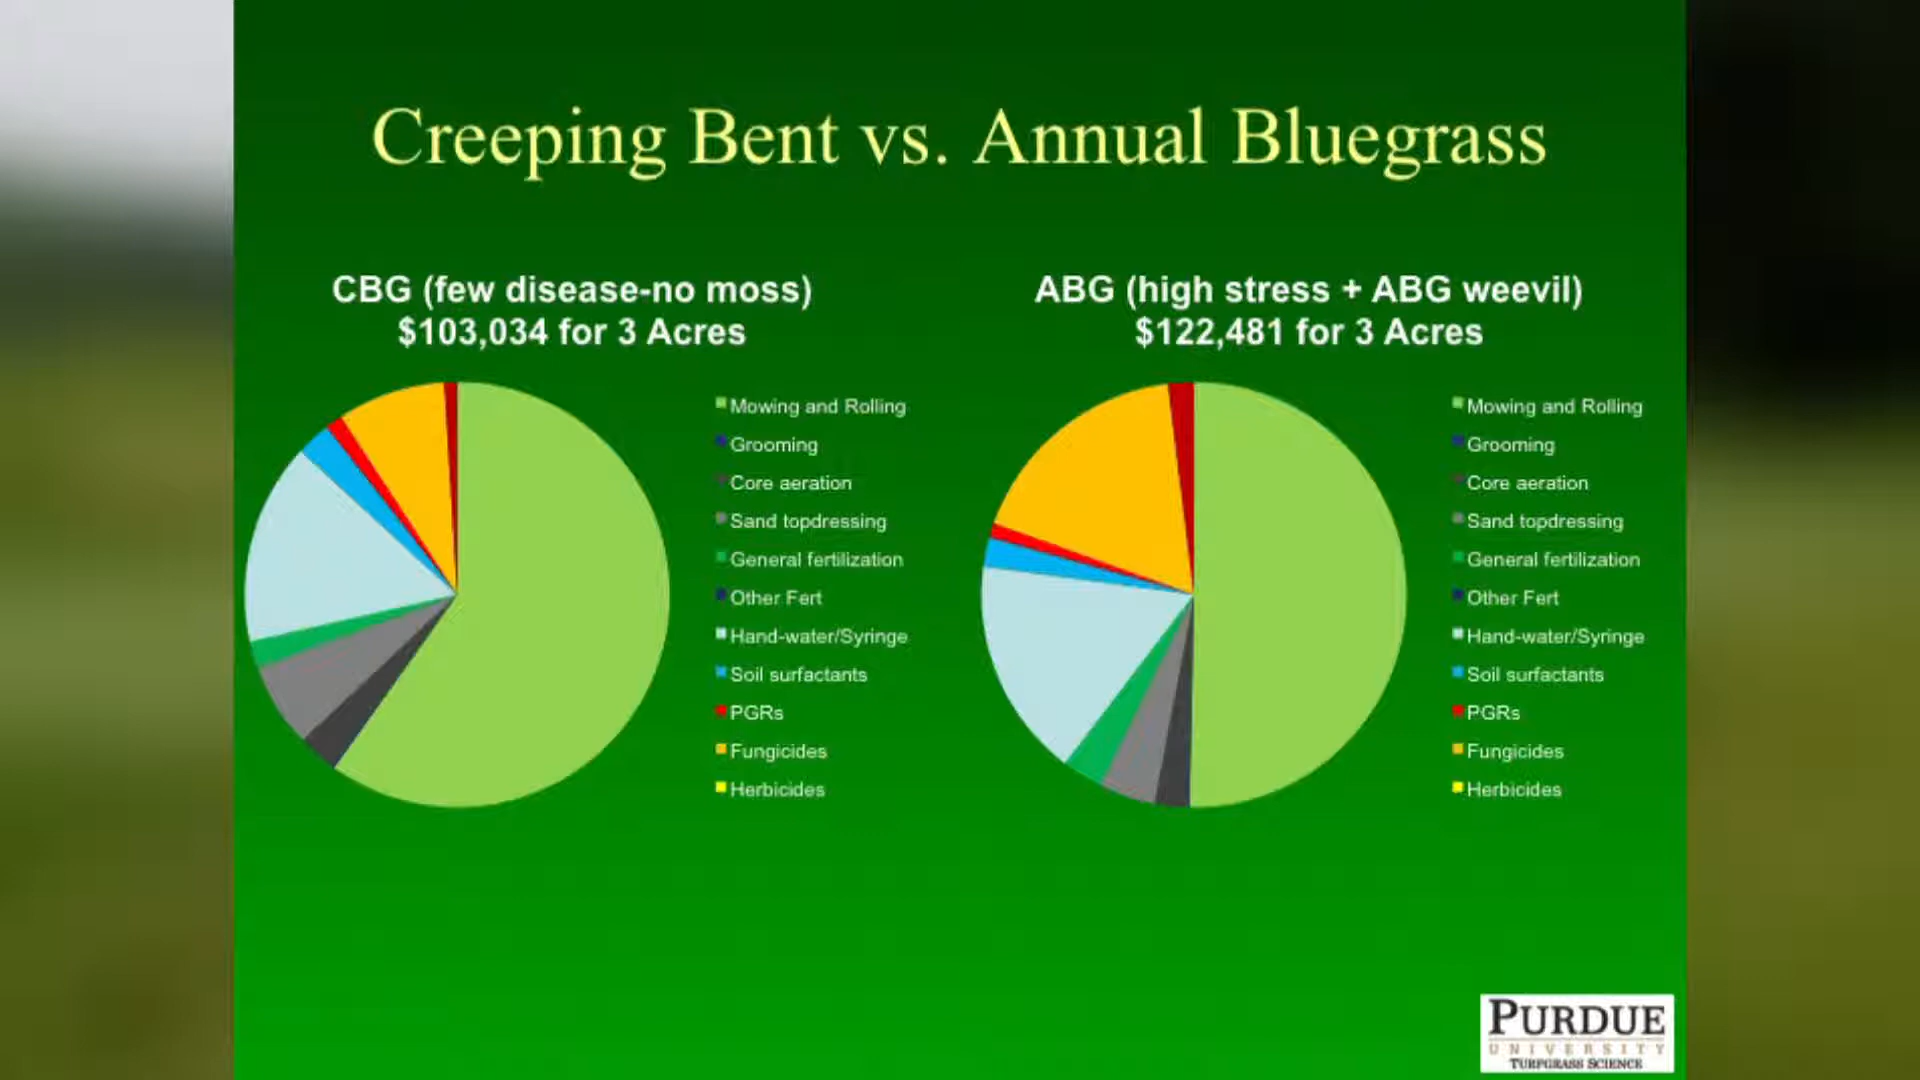 Creeping Bent vs. Annual Bluegrass
CBG (few disease-no moss)
$103,034 for 3 Acres
Mowing and Rolling
Grooming
Core aeration
Sand topdressing
General fertilization
Other Fert
Hand-water/Syringe
Soil surfactants
PGRs
Fungicides
Herbicides
ABG (high stress + ABG weevil)
$122,481 for 3 Acres
Mowing and Rolling
Grooming
Core aeration
Sand topdressing
General fertilization
Other Fert
Hand-water/Syringe
Soil surfactants
PGRs
Fungicides
Herbicides
PURDUE
UNIVERSITY
TURFGRASS SCIENCE